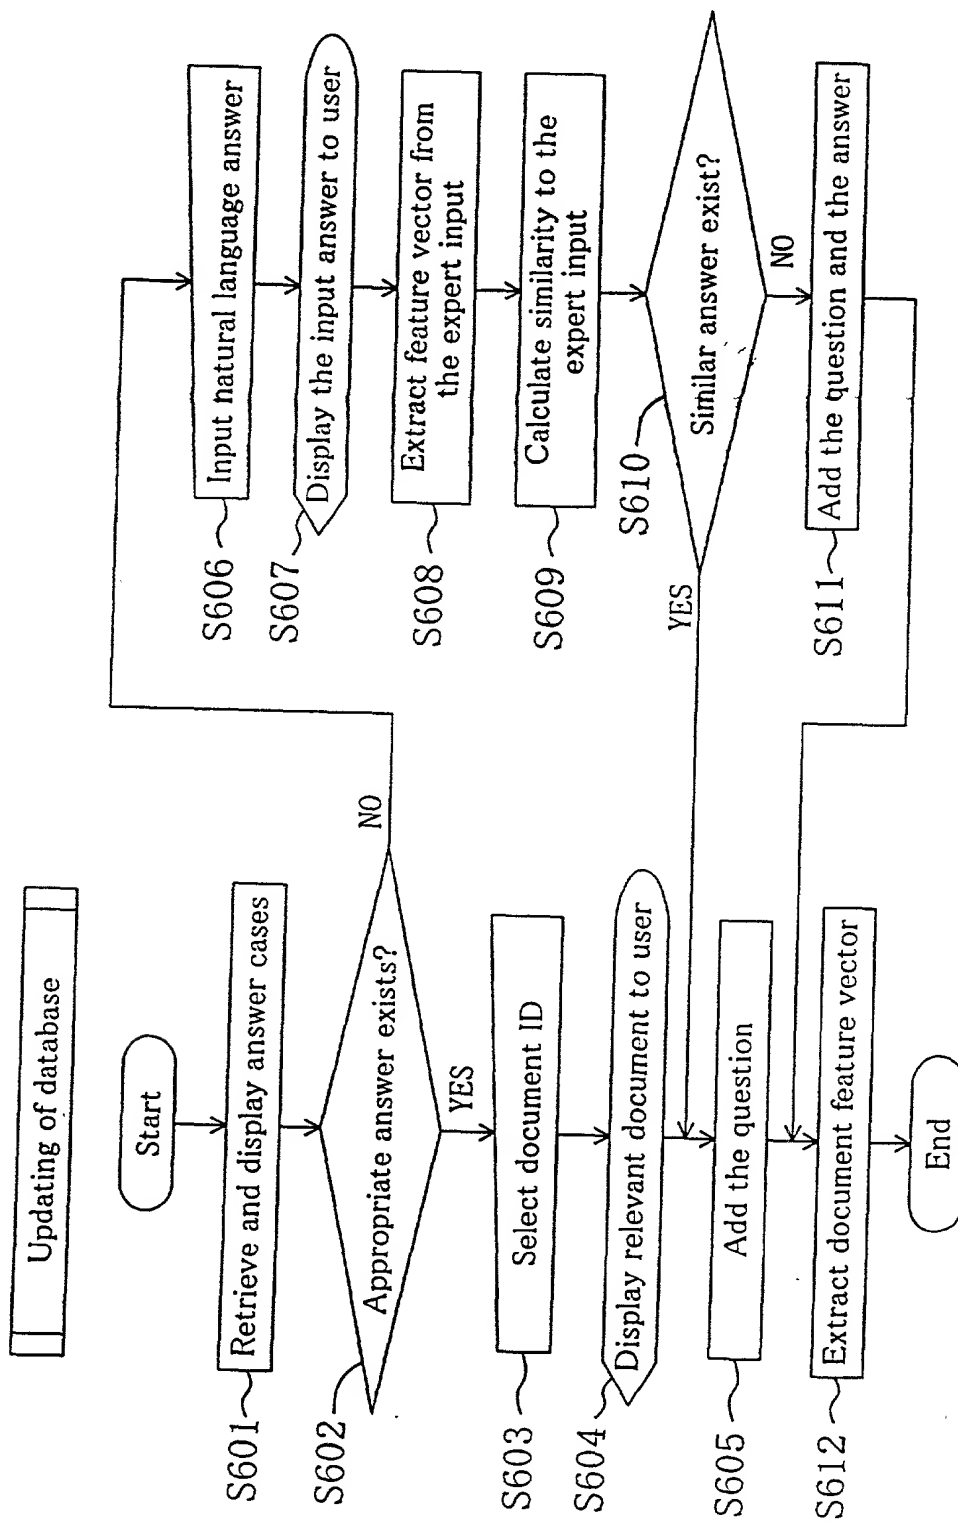 Updating of database
Start
S601
Retrieve and display answer cases
S602
Appropriate answer exists?
NO
YES
S603
Select document ID
S604
Display relevant document to user
S605
Add the question
S612
Extract document feature vector
End
S606
Input natural language answer
S607
Display the input answer to user
S608
Extract feature vector from
the expert input
S609
Calculate similarity to the
expert input
S610
Similar answer exist?
YES
NO
S611
Add the question and the answer